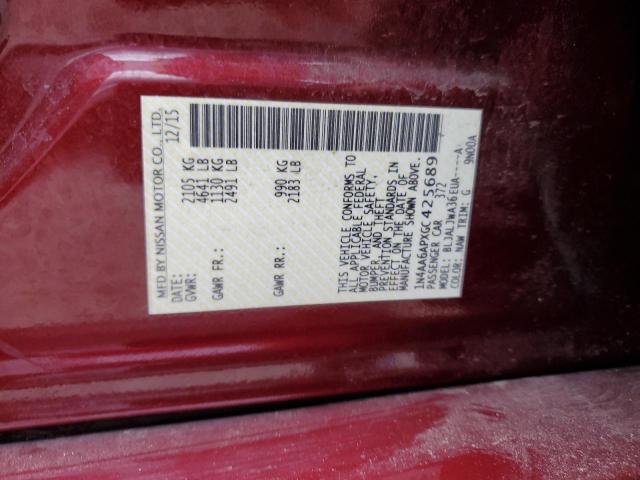 MFD BY NISSAN MOTOR CO., LTD.
DATE: 12/15
GVWR: 2105 KG
4641 LB
GAWR FR.: 1130 KG
2491 LB
GAWR RR.: 990 KG
2183 LB
THIS VEHICLE CONFORMS TO
ALL APPLICABLE FEDERAL
MOTOR VEHICLE SAFETY,
BUMPER, AND THEFT
PREVENTION STANDARDS IN
EFFECT ON THE DATE OF
MANUFACTURE SHOWN ABOVE.
1N4AA6APXGC425689
PASSENGER CAR 372
MODEL: BLJALJWA36EUA-----A-
COLOR: NAW TRIM: G 9N00A